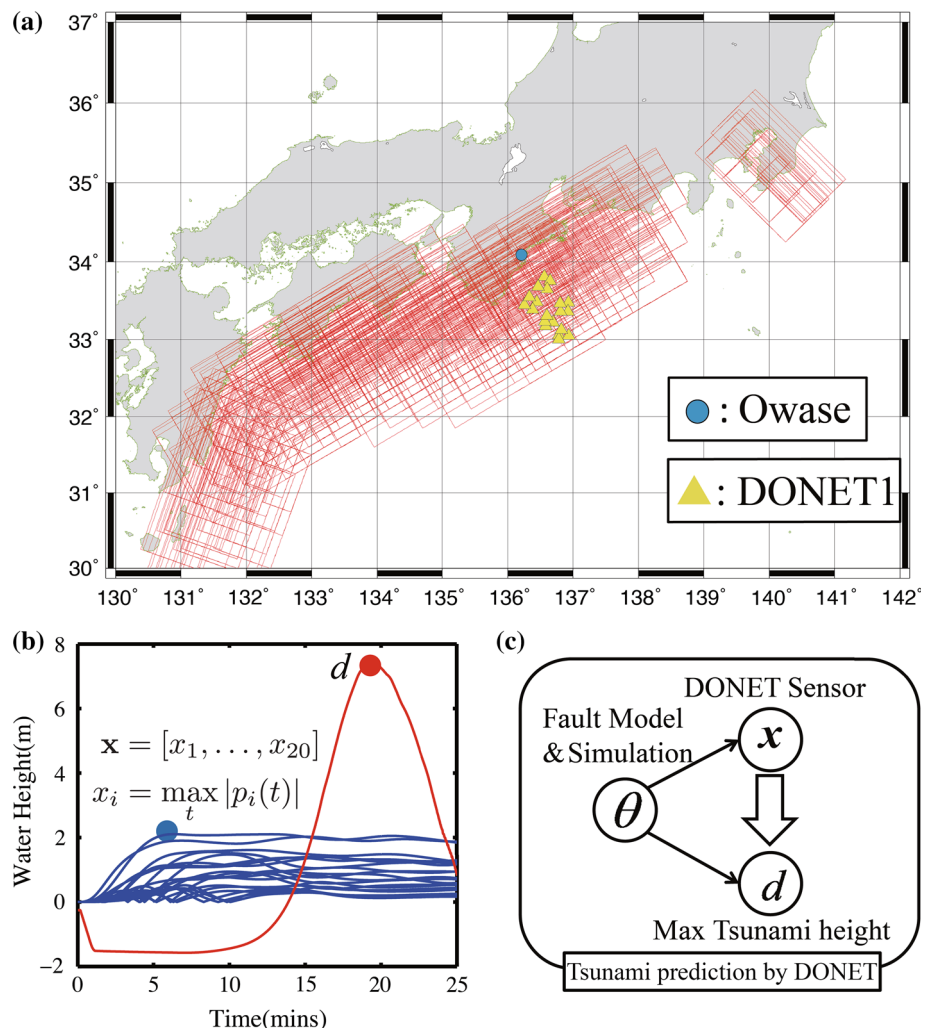 (a)
37°
36°
35°
34°
33°
32°
31°
30°
130° 131° 132° 133° 134° 135° 136° 137° 138° 139° 140° 141° 142°
: Owase
: DONET1
(b)
8
6
4
2
0
−2
Water Height(m)
d
x = [x₁, . . . , x₂₀]
xᵢ = max |pᵢ(t)|
t
0 5 10 15 20 25
Time(mins)
(c)
DONET Sensor
Fault Model
& Simulation
x
θ
d
Max Tsunami height
Tsunami prediction by DONET